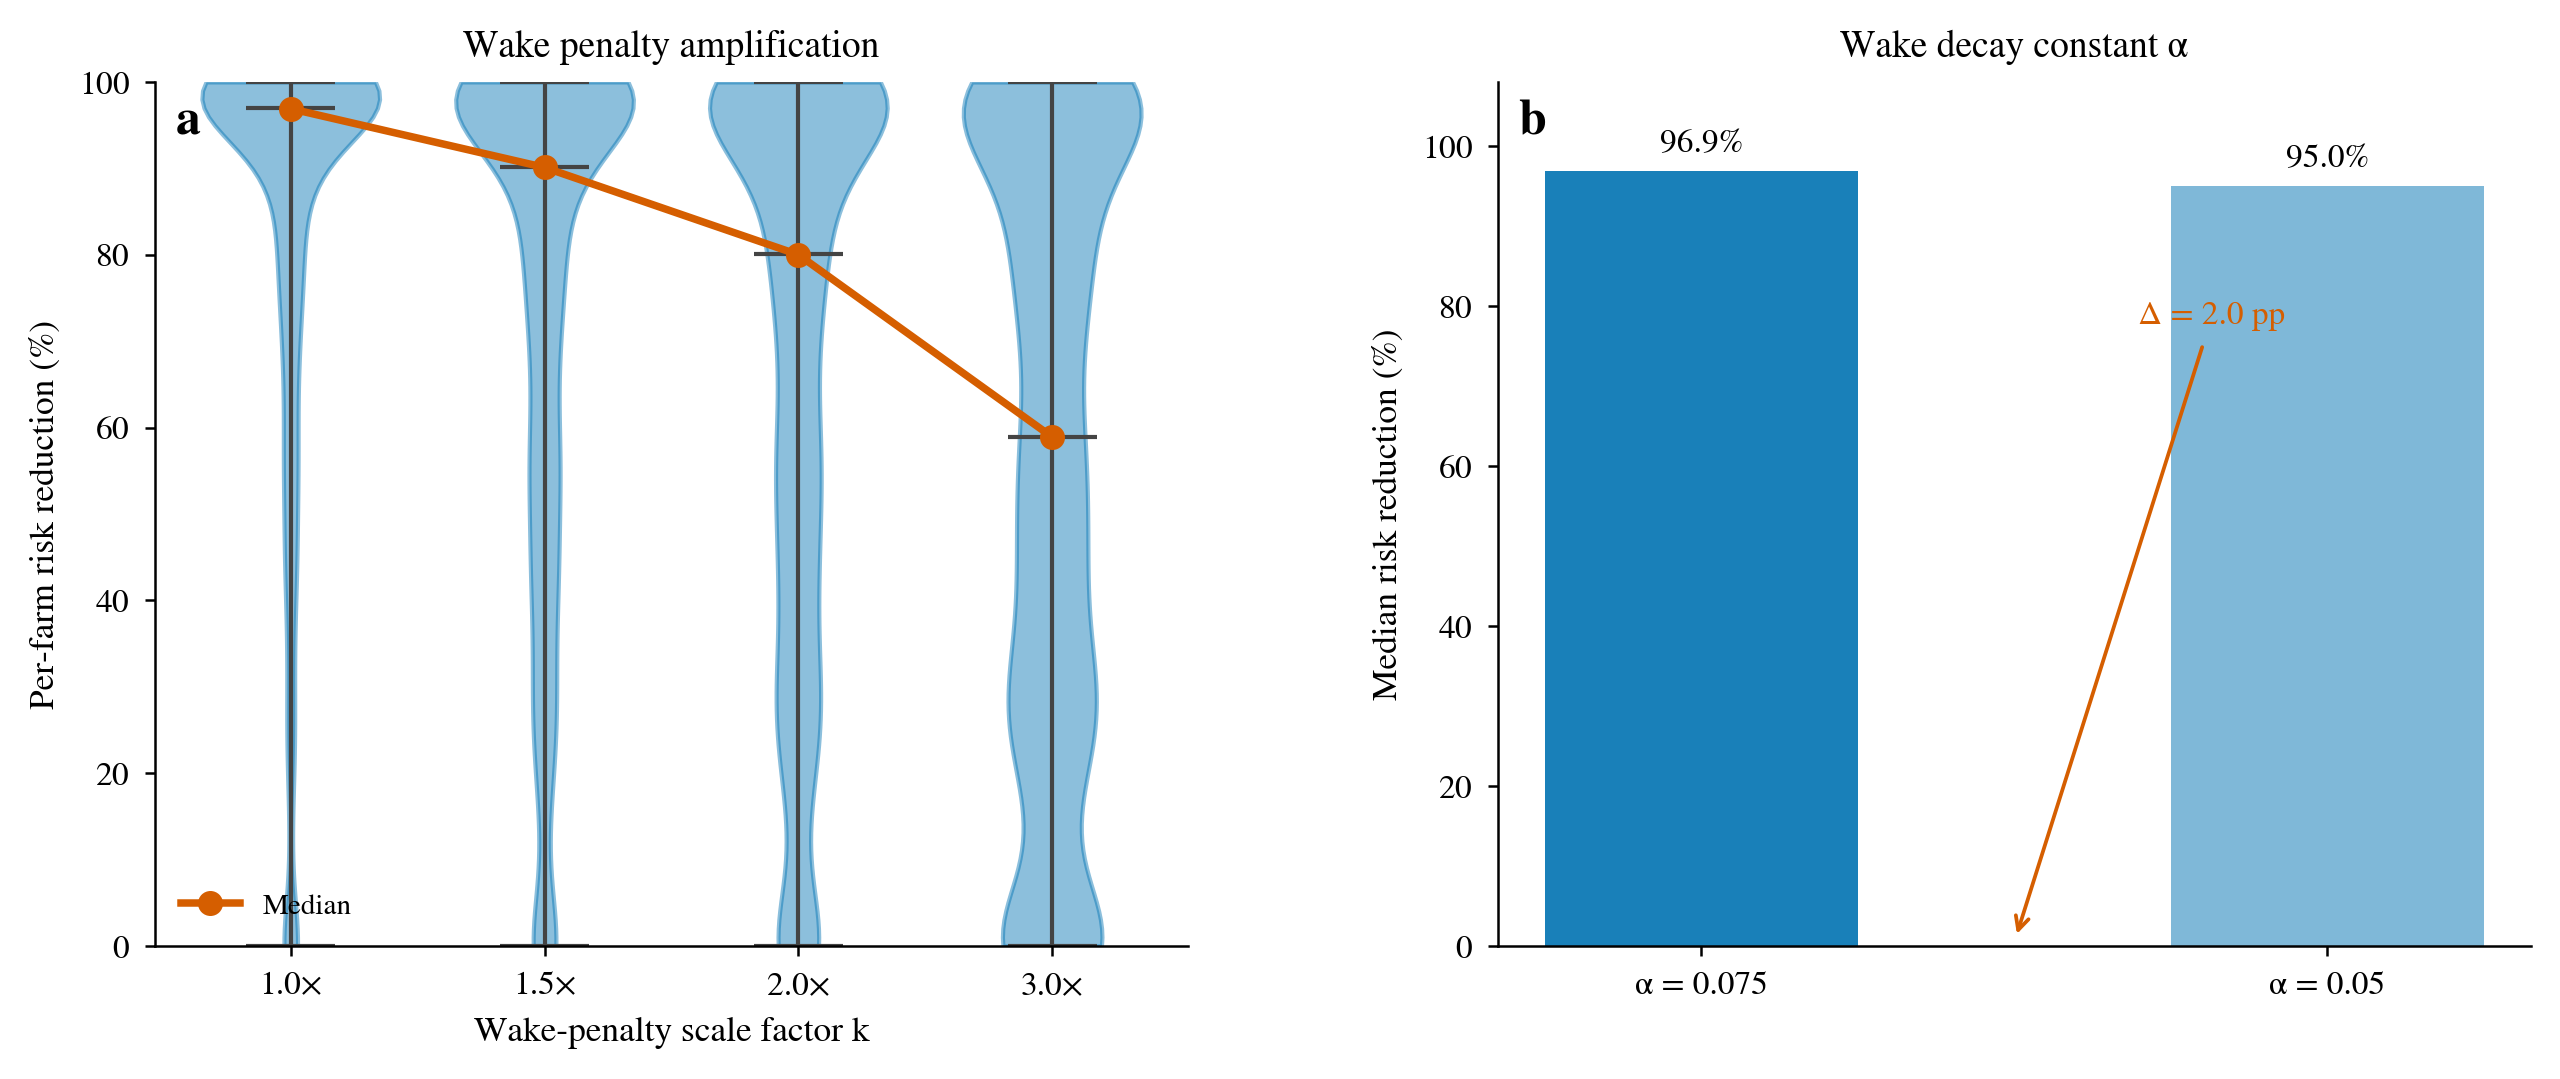 Wake penalty amplification
a
Per-farm risk reduction (%)
100
80
60
40
20
0
Median
1.0×
1.5×
2.0×
3.0×
Wake-penalty scale factor k
Wake decay constant α
b
Median risk reduction (%)
100
80
60
40
20
0
96.9%
95.0%
Δ = 2.0 pp
α = 0.075
α = 0.05